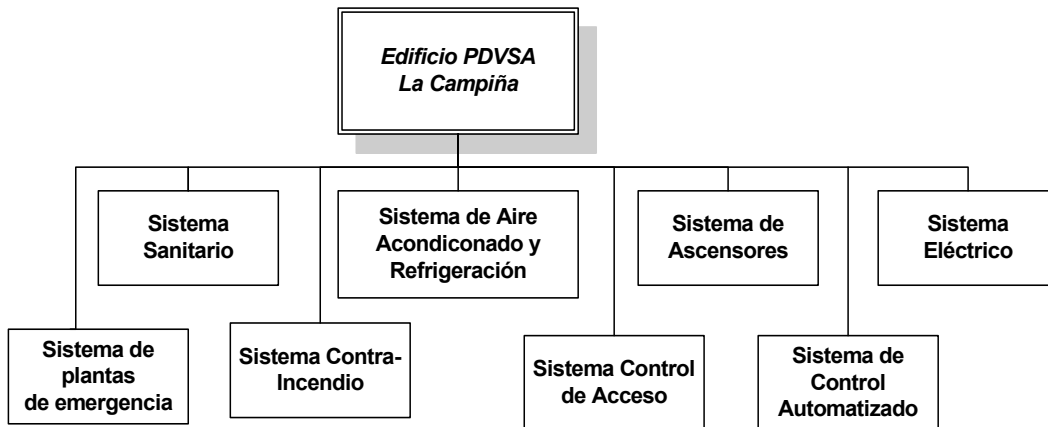 Edificio PDVSA
La Campiña
Sistema
Sanitario
Sistema de Aire
Acondiconado y
Refrigeración
Sistema de
Ascensores
Sistema
Eléctrico
Sistema de
plantas
de emergencia
Sistema Contra-
Incendio
Sistema Control
de Acceso
Sistema de
Control
Automatizado